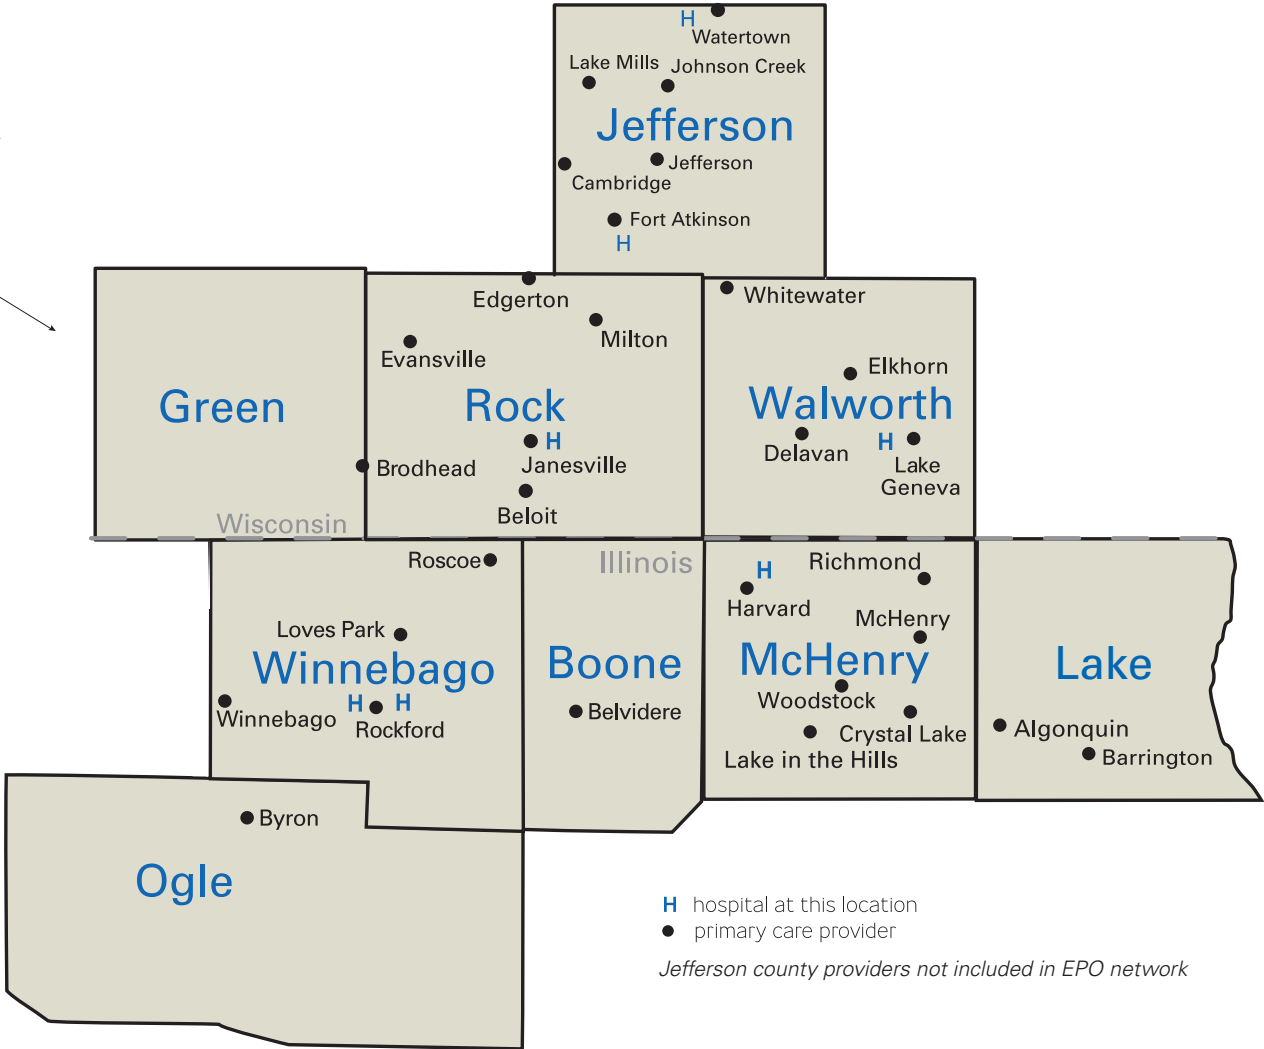 H
Watertown
Lake Mills
Johnson Creek
Jefferson
Jefferson
Cambridge
Fort Atkinson
H
Edgerton
Milton
Evansville
Rock
H
Janesville
Brodhead
Beloit
Green
Wisconsin
Whitewater
Elkhorn
Walworth
Delavan
H
Lake
Geneva
Roscoe
Loves Park
Winnebago
Winnebago
H
H
Rockford
Illinois
Boone
Belvidere
H
Harvard
Richmond
McHenry
McHenry
Woodstock
Crystal Lake
Lake in the Hills
Lake
Algonquin
Barrington
Byron
Ogle
H hospital at this location
primary care provider
Jefferson county providers not included in EPO network